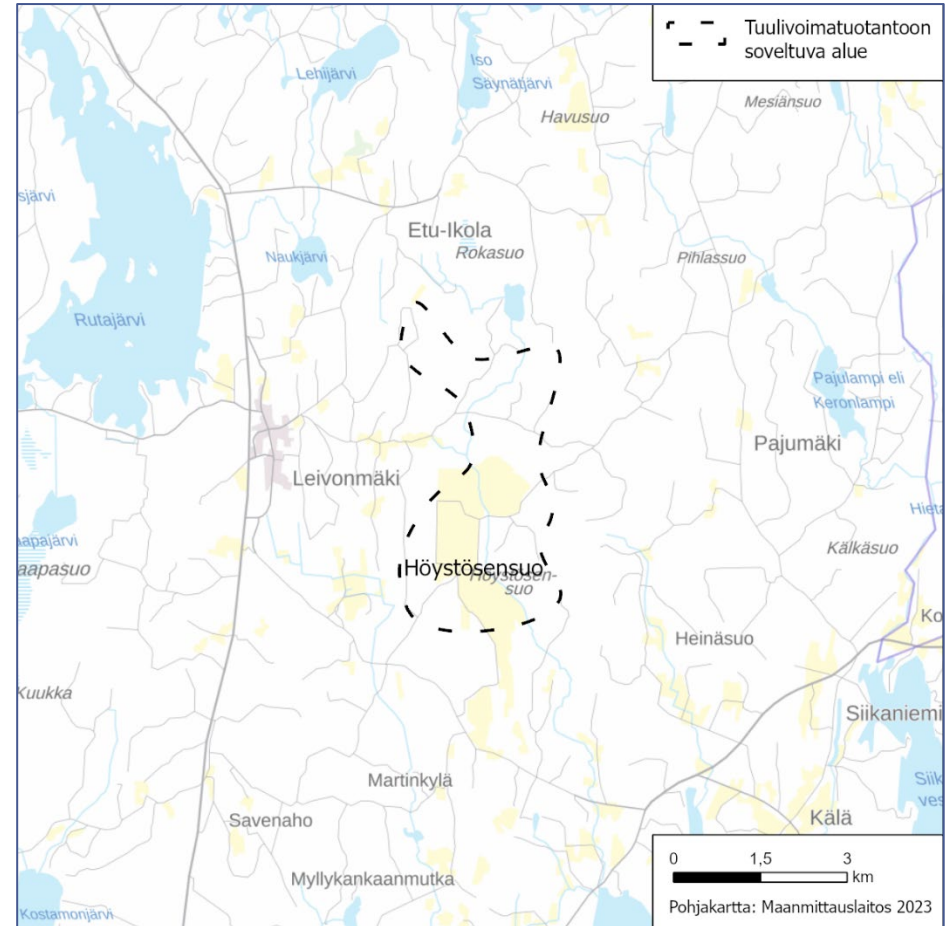 Tuulivoimatuotantoon
soveltuva alue
Lehijärvi
Iso
Säynätjärvi
Havusuo
Mesiänsuo
sjärvi
Etu-Ikola
Rokasuo
Naukjärvi
Pihlassuo
Rutajärvi
Pajulampi eli
Keronlampi
Pajumäki
Leivonmäki
Hieta
aapajärvi
aapasuo
Kälkäsuo
Höystösensuo
Höystösen-
suo
Ko
Heinäsuo
Kuukka
Siikaniemi
Martinkylä
Siik
ves
Savenaho
Kälä
Myllykankaanmutka
Kostamonjärvi
0 1,5 3
km
Pohjakartta: Maanmittauslaitos 2023